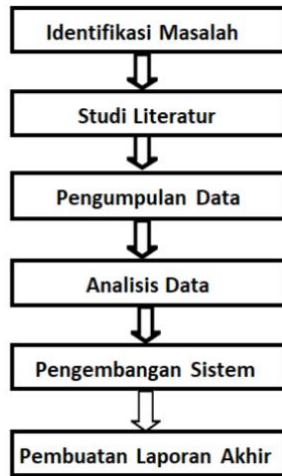 Identifikasi Masalah
Studi Literatur
Pengumpulan Data
Analisis Data
Pengembangan Sistem
Pembuatan Laporan Akhir